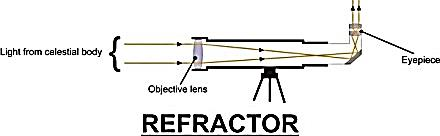 Light from celestial body
Eyepiece
Objective lens
REFRACTOR